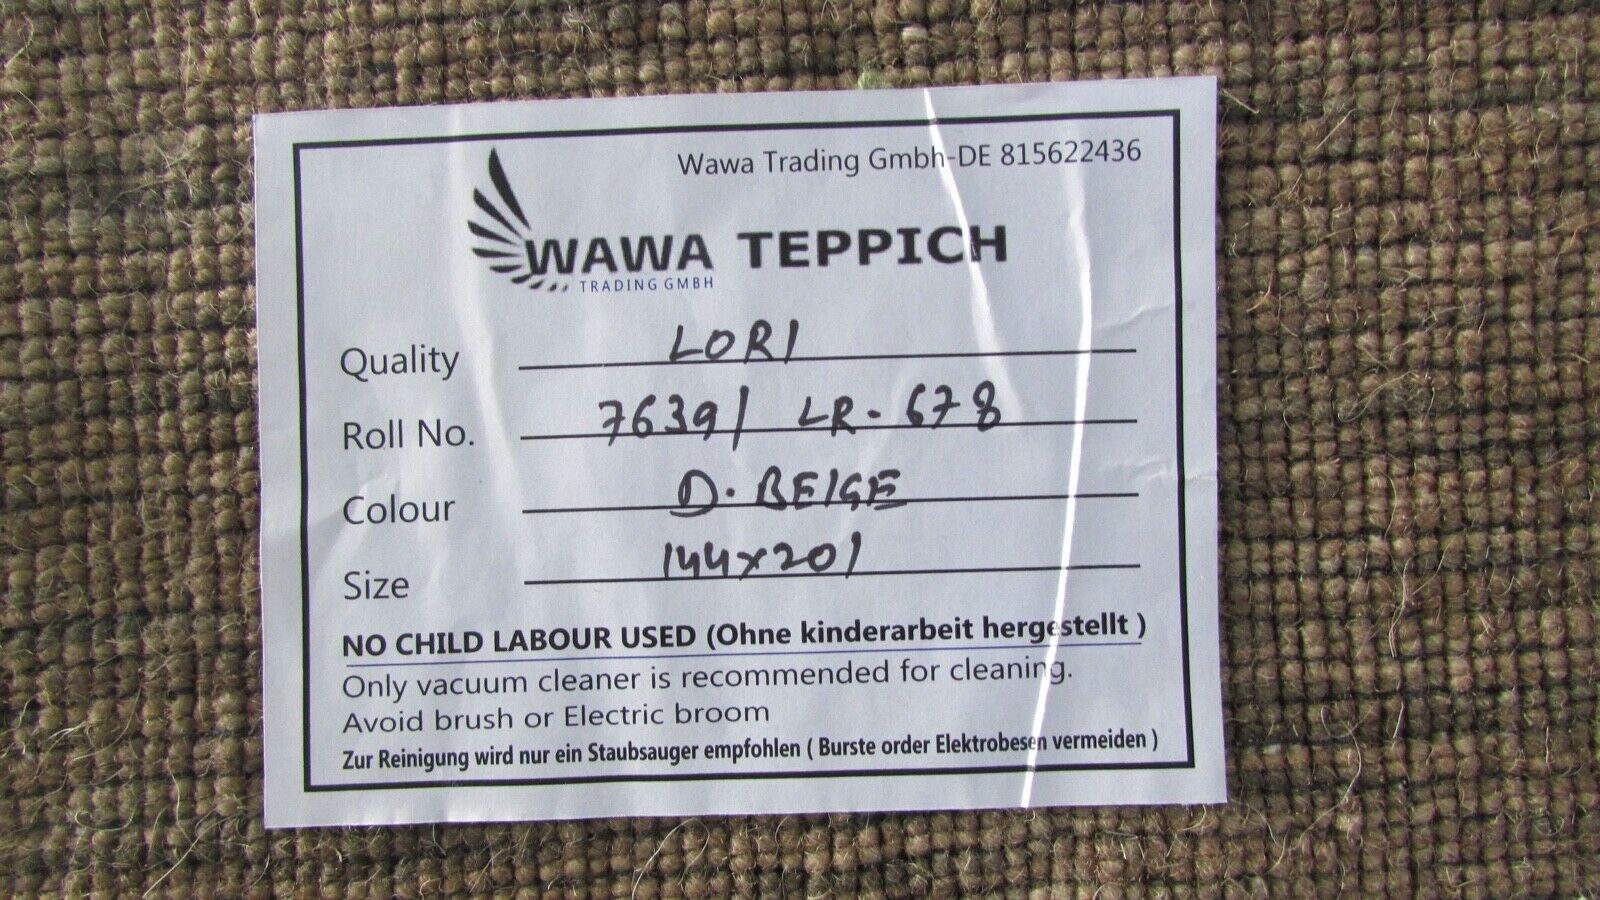 Wawa Trading Gmbh-DE 815622436
WAWA TEPPICH
TRADING GMBH
Quality LORI
Roll No. 7639/ LR-678
Colour D. BEIGE
Size 144x201
NO CHILD LABOUR USED (Ohne kinderarbeit hergestellt )
Only vacuum cleaner is recommended for cleaning.
Avoid brush or Electric broom
Zur Reinigung wird nur ein Staubsauger empfohlen ( Burste order Elektrobesen vermeiden )